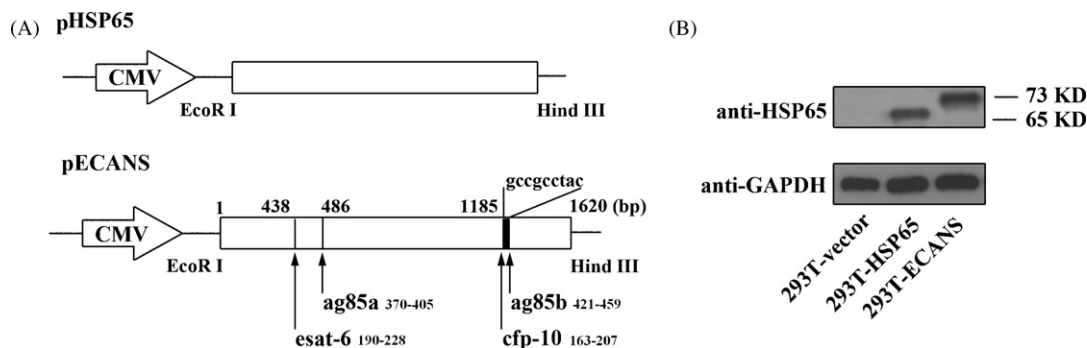 (A)
pHSP65
CMV
EcoR I
Hind III
pECANS
gccgcctac
1 438 486 1185 1620 (bp)
CMV
EcoR I
Hind III
ag85a 370-405
ag85b 421-459
esat-6 190-228
cfp-10 163-207
(B)
anti-HSP65
73 KD
65 KD
anti-GAPDH
293T-vector
293T-HSP65
293T-ECANS